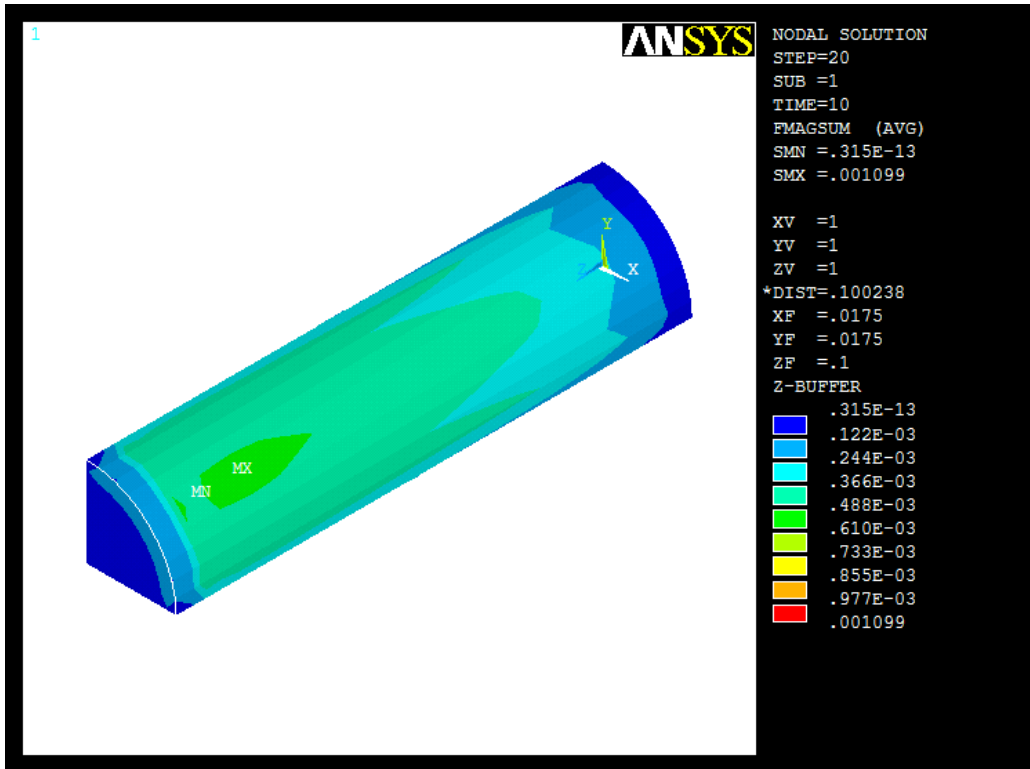 1
ANSYS
NODAL SOLUTION
STEP=20
SUB =1
TIME=10
FMAGSUM (AVG)
SMN =.315E-13
SMX =.001099
XV =1
YV =1
ZV =1
*DIST=.100238
XF =.0175
YF =.0175
ZF =.1
Z-BUFFER
.315E-13
.122E-03
.244E-03
.366E-03
.488E-03
.610E-03
.733E-03
.855E-03
.977E-03
.001099
Y
Z X
MX
MN